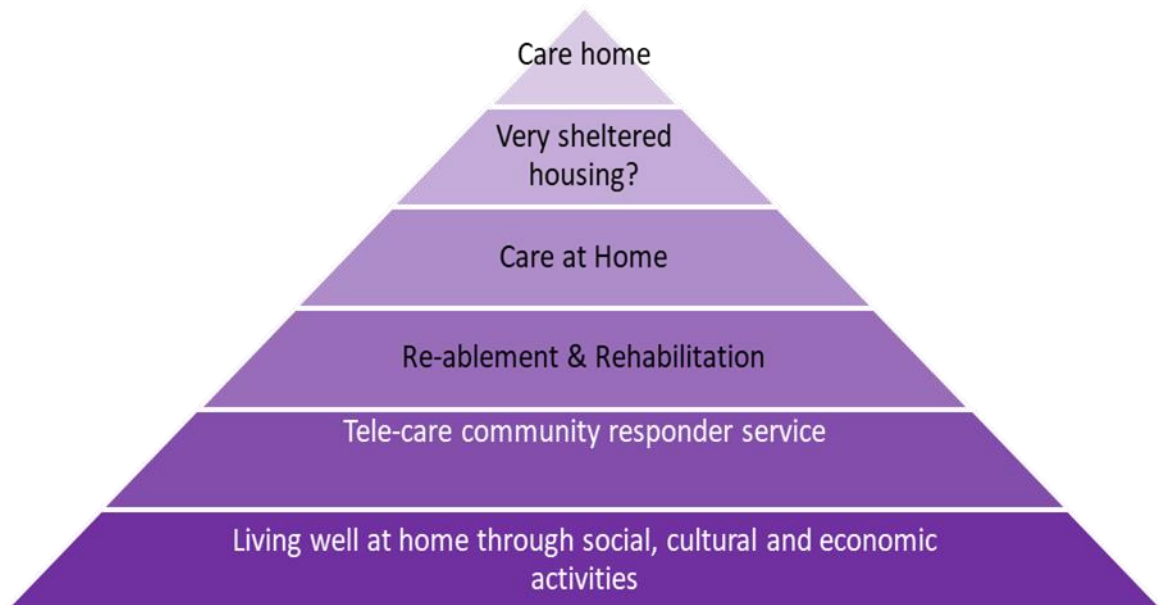 Care home
Very sheltered
housing?
Care at Home
Re-ablement & Rehabilitation
Tele-care community responder service
Living well at home through social, cultural and economic
activities